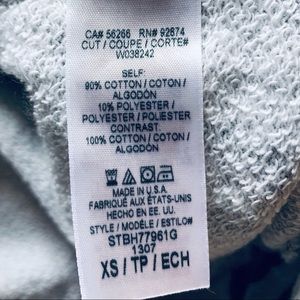 CA# 56266 RN# 92874
CUT / COUPE / CORTE#
W038242
SELF:
90% COTTON / COTON /
ALGODÓN
10% POLYESTER /
POLYESTER / POLIÉSTER
CONTRAST:
100% COTTON / COTON /
ALGODÓN
MADE IN U.S.A.
FABRIQUÉ AUX ÉTATS-UNIS
HECHO EN EE. UU.
STYLE / MODÈLE / ESTILO#
STBH77961G
1307
XS / TP / ECH